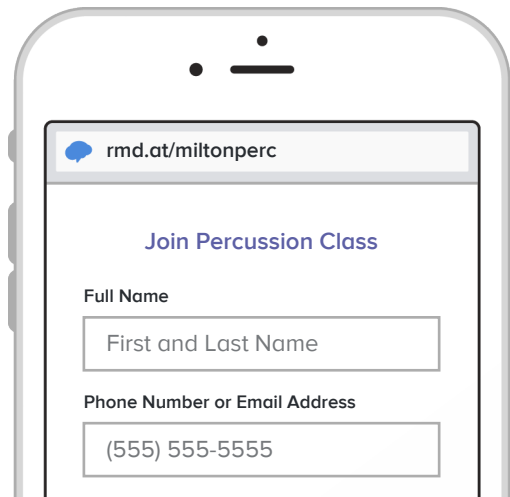 rmd.at/miltonperc
Join Percussion Class
Full Name
First and Last Name
Phone Number or Email Address
(555) 555-5555